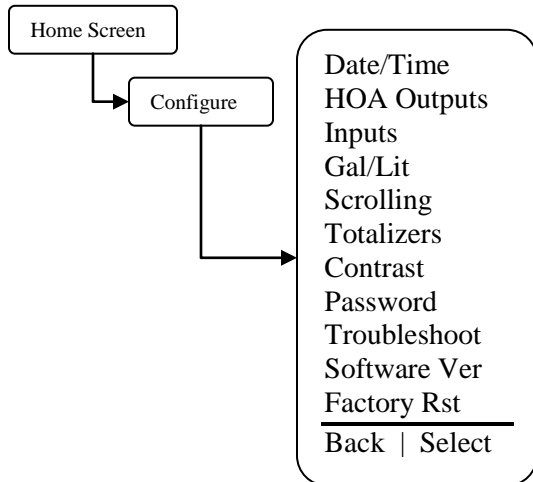 Home Screen
Configure
Date/Time
HOA Outputs
Inputs
Gal/Lit
Scrolling
Totalizers
Contrast
Password
Troubleshoot
Software Ver
Factory Rst
Back | Select